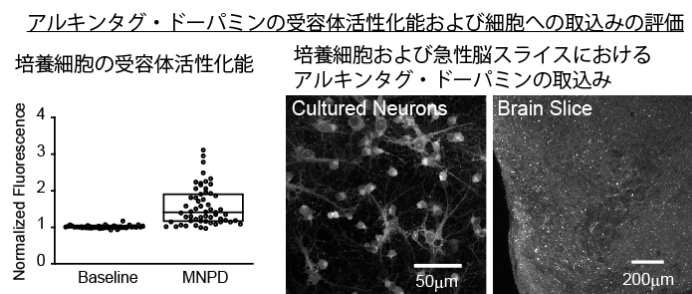 アルキンタグ・ドーパミンの受容体活性化能および細胞への取込みの評価
培養細胞の受容体活性化能
培養細胞および急性脳スライスにおける
アルキンタグ・ドーパミンの取込み
Normalized Fluorescence
4
3
2
1
0
Baseline
MNPD
Cultured Neurons
50μm
Brain Slice
200μm